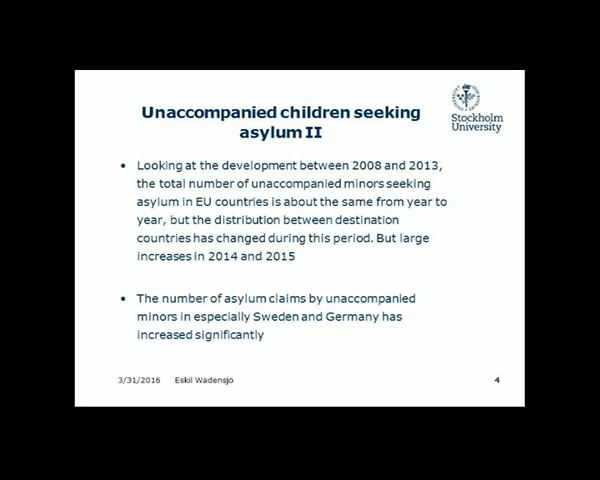 Unaccompanied children seeking
asylum II
Stockholm
University
• Looking at the development between 2008 and 2013,
the total number of unaccompanied minors seeking
asylum in EU countries is about the same from year to
year, but the distribution between destination
countries has changed during this period. But large
increases in 2014 and 2015
• The number of asylum claims by unaccompanied
minors in especially Sweden and Germany has
increased significantly
3/31/2016 Eskil Wadensjö 4